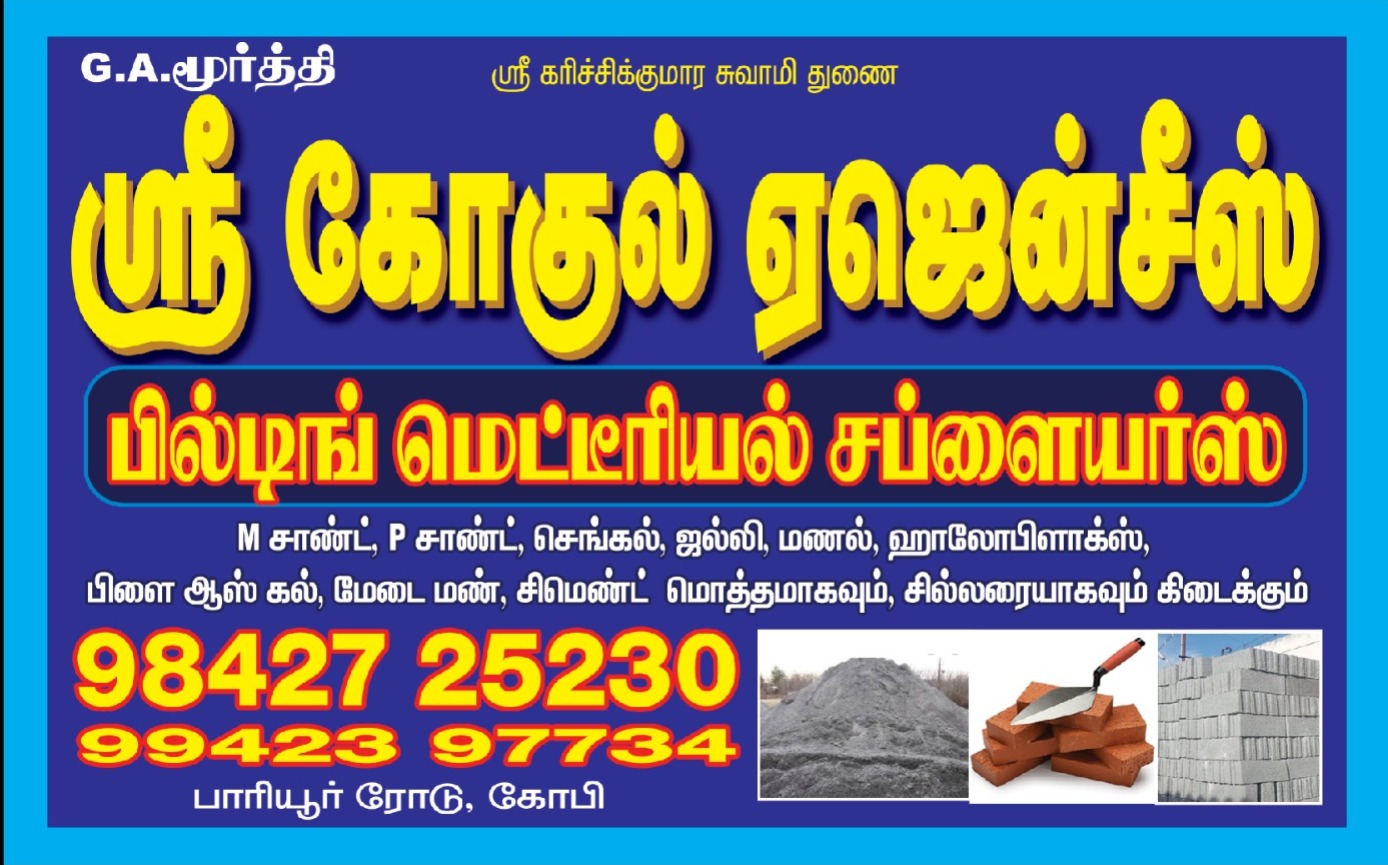 G.A.மூர்த்தி
ஸ்ரீ கரிச்சிக்குமார சுவாமி துணை
ஸ்ரீ கோகுல் ஏஜென்சீஸ்
பில்டிங் மெட்டீரியல் சப்ளையர்ஸ்
M சாண்ட், P சாண்ட், செங்கல், ஜல்லி, மணல், ஹாலோபிளாக்ஸ்,
பிளை ஆஸ் கல், மேடை மண், சிமெண்ட் மொத்தமாகவும், சில்லரையாகவும் கிடைக்கும்
98427 25230
99423 97734
பாரியூர் ரோடு, கோபி